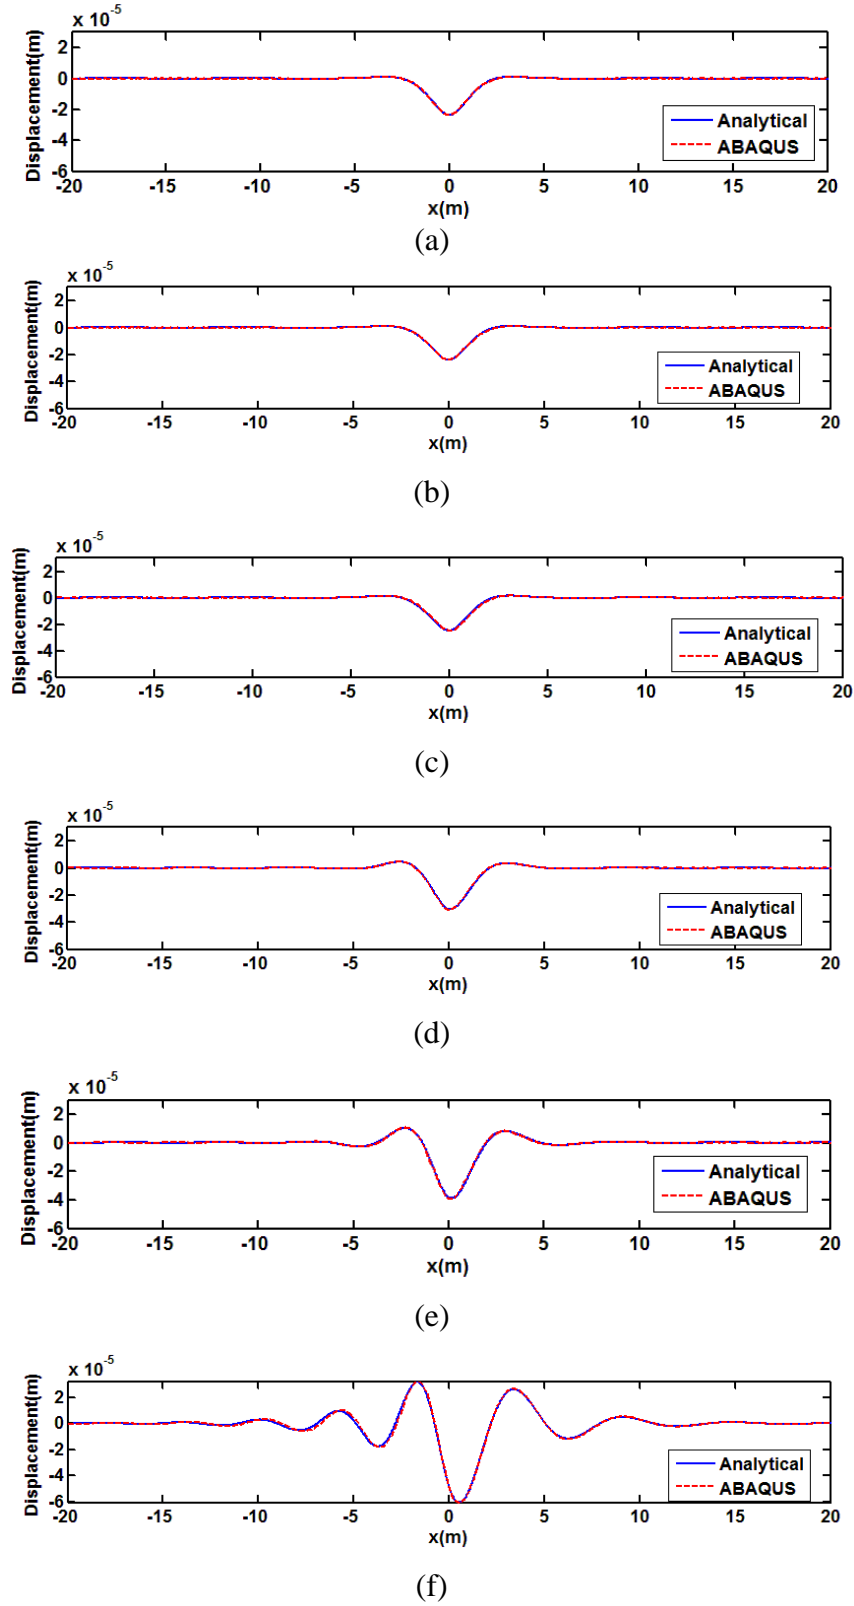 x 10-5
Displacement(m)
2
0
-2
-4
-6
-20 -15 -10 -5 0 5 10 15 20
x(m)
Analytical
ABAQUS
(a)
x 10-5
Displacement(m)
2
0
-2
-4
-6
-20 -15 -10 -5 0 5 10 15 20
x(m)
Analytical
ABAQUS
(b)
x 10-5
Displacement(m)
2
0
-2
-4
-6
-20 -15 -10 -5 0 5 10 15 20
x(m)
Analytical
ABAQUS
(c)
x 10-5
Displacement(m)
2
0
-2
-4
-6
-20 -15 -10 -5 0 5 10 15 20
x(m)
Analytical
ABAQUS
(d)
x 10-5
Displacement(m)
2
0
-2
-4
-6
-20 -15 -10 -5 0 5 10 15 20
x(m)
Analytical
ABAQUS
(e)
x 10-5
Displacement(m)
2
0
-2
-4
-6
-20 -15 -10 -5 0 5 10 15 20
x(m)
Analytical
ABAQUS
(f)